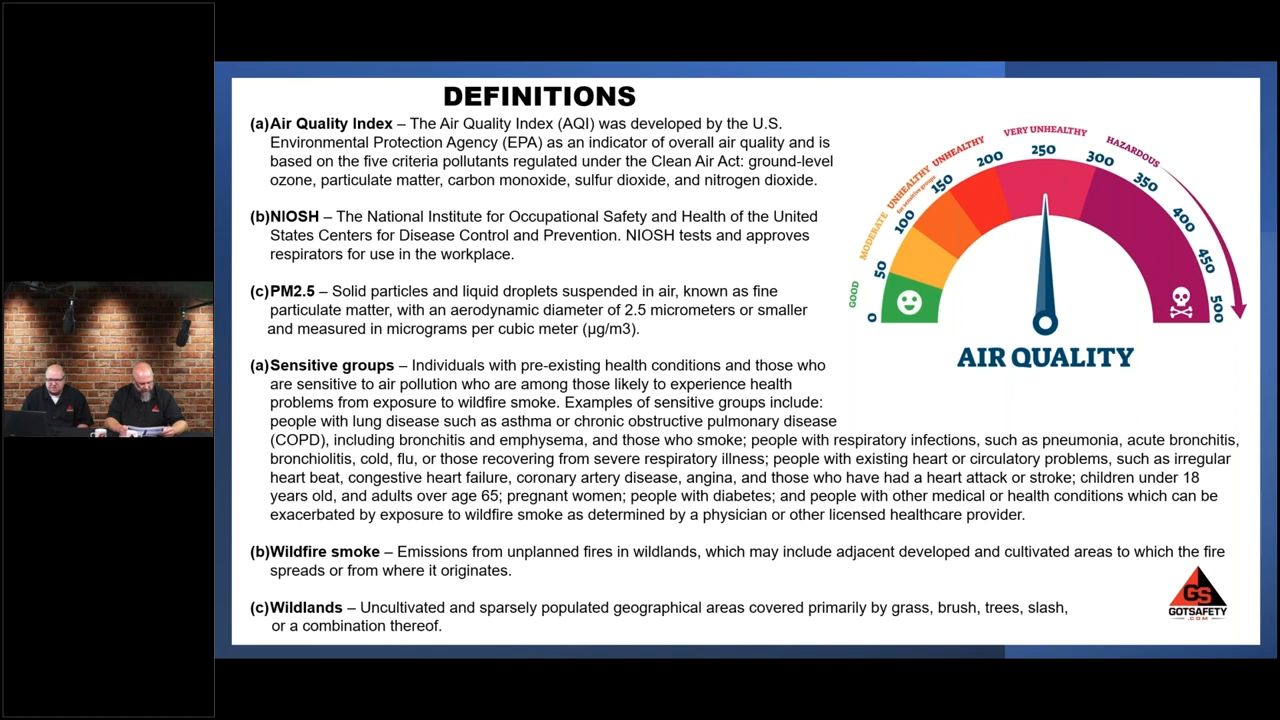 DEFINITIONS
(a)Air Quality Index – The Air Quality Index (AQI) was developed by the U.S.
Environmental Protection Agency (EPA) as an indicator of overall air quality and is
based on the five criteria pollutants regulated under the Clean Air Act: ground-level
ozone, particulate matter, carbon monoxide, sulfur dioxide, and nitrogen dioxide.
(b)NIOSH – The National Institute for Occupational Safety and Health of the United
States Centers for Disease Control and Prevention. NIOSH tests and approves
respirators for use in the workplace.
(c)PM2.5 – Solid particles and liquid droplets suspended in air, known as fine
particulate matter, with an aerodynamic diameter of 2.5 micrometers or smaller
and measured in micrograms per cubic meter (µg/m3).
(a)Sensitive groups – Individuals with pre-existing health conditions and those who
are sensitive to air pollution who are among those likely to experience health
problems from exposure to wildfire smoke. Examples of sensitive groups include:
people with lung disease such as asthma or chronic obstructive pulmonary disease
(COPD), including bronchitis and emphysema, and those who smoke; people with respiratory infections, such as pneumonia, acute bronchitis,
bronchiolitis, cold, flu, or those recovering from severe respiratory illness; people with existing heart or circulatory problems, such as irregular
heart beat, congestive heart failure, coronary artery disease, angina, and those who have had a heart attack or stroke; children under 18
years old, and adults over age 65; pregnant women; people with diabetes; and people with other medical or health conditions which can be
exacerbated by exposure to wildfire smoke as determined by a physician or other licensed healthcare provider.
(b)Wildfire smoke – Emissions from unplanned fires in wildlands, which may include adjacent developed and cultivated areas to which the fire
spreads or from where it originates.
(c)Wildlands – Uncultivated and sparsely populated geographical areas covered primarily by grass, brush, trees, slash,
or a combination thereof.
GOOD
MODERATE
UNHEALTHY
for sensitive groups
UNHEALTHY
VERY UNHEALTHY
HAZARDOUS
0
50
100
150
200
250
300
350
400
450
500
AIR QUALITY
GS
GOTSAFETY
.COM